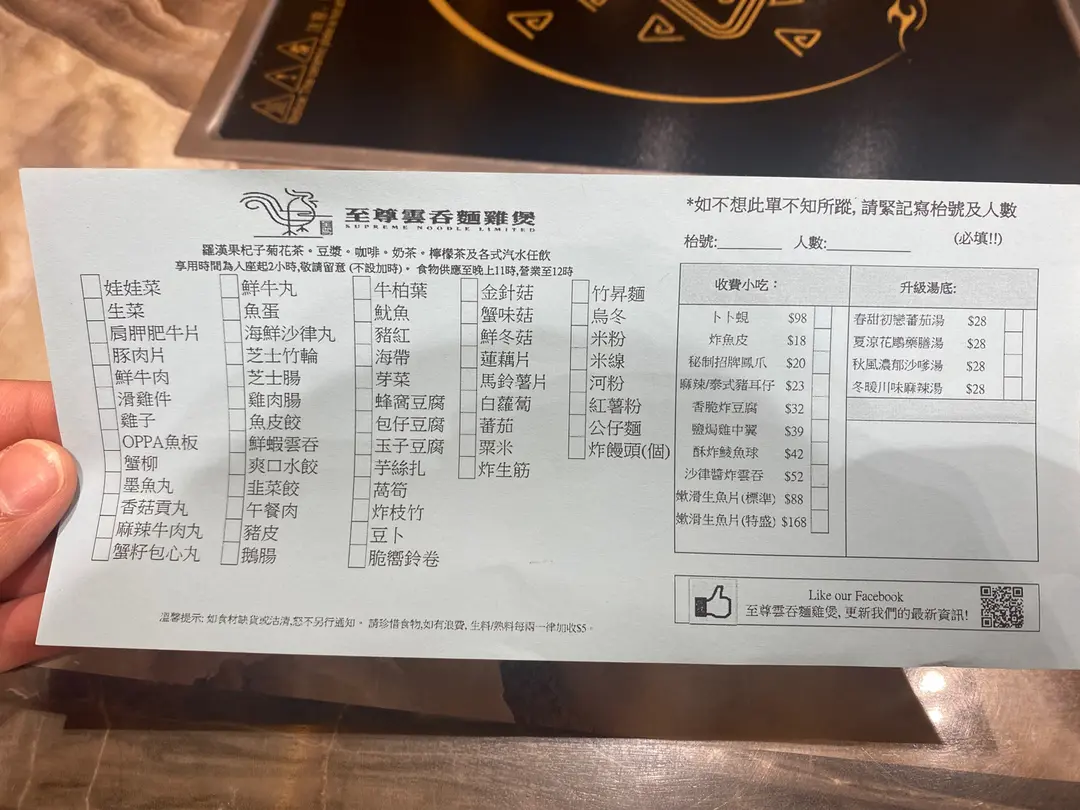 至尊雲吞麵雞煲
SUPREME NOODLE LIMITED
羅漢果杞子菊花茶。豆漿。咖啡。奶茶。檸檬茶及各式汽水任飲
享用時間為入座起2小時,敬請留意 (不設加時)。 食物供應至晚上11時,營業至12時
娃娃菜
生菜
肩胛肥牛片
豚肉片
鮮牛肉
滑雞件
雞子
OPPA魚板
蟹柳
墨魚丸
香菇貢丸
麻辣牛肉丸
蟹籽包心丸
鮮牛丸
魚蛋
海鮮沙律丸
芝士竹輪
芝士腸
雞肉腸
魚皮餃
鮮蝦雲吞
爽口水餃
韭菜餃
午餐肉
豬皮
鵝腸
牛柏葉
魷魚
豬紅
海帶
芽菜
蜂窩豆腐
包仔豆腐
玉子豆腐
芋絲扎
萵筍
炸枝竹
豆卜
脆嚮鈴卷
金針菇
蟹味菇
鮮冬菇
蓮藕片
馬鈴薯片
白蘿蔔
蕃茄
粟米
炸生筋
竹昇麵
烏冬
米粉
米線
河粉
紅薯粉
公仔麵
炸饅頭(個)
溫馨提示: 如食材缺貨或沽清,恕不另行通知。 請珍惜食物,如有浪費, 生料/熟料每兩一律加收$5。
*如不想此單不知所蹤, 請緊記寫枱號及人數
枱號:_______ 人數:_________ (必填!!)
收費小吃：
卜卜蜆 $98
炸魚皮 $18
秘制招牌鳳爪 $20
麻辣/泰式豬耳仔 $23
香脆炸豆腐 $32
鹽焗雞中翼 $39
酥炸鯪魚球 $42
沙律醬炸雲吞 $52
嫩滑生魚片(標準) $88
嫩滑生魚片(特盛) $168
升級湯底:
春甜初戀蕃茄湯 $28
夏涼花鵰藥膳湯 $28
秋風濃郁沙嗲湯 $28
冬暖川味麻辣湯 $28
Like our Facebook
至尊雲吞麵雞煲, 更新我們的最新資訊!